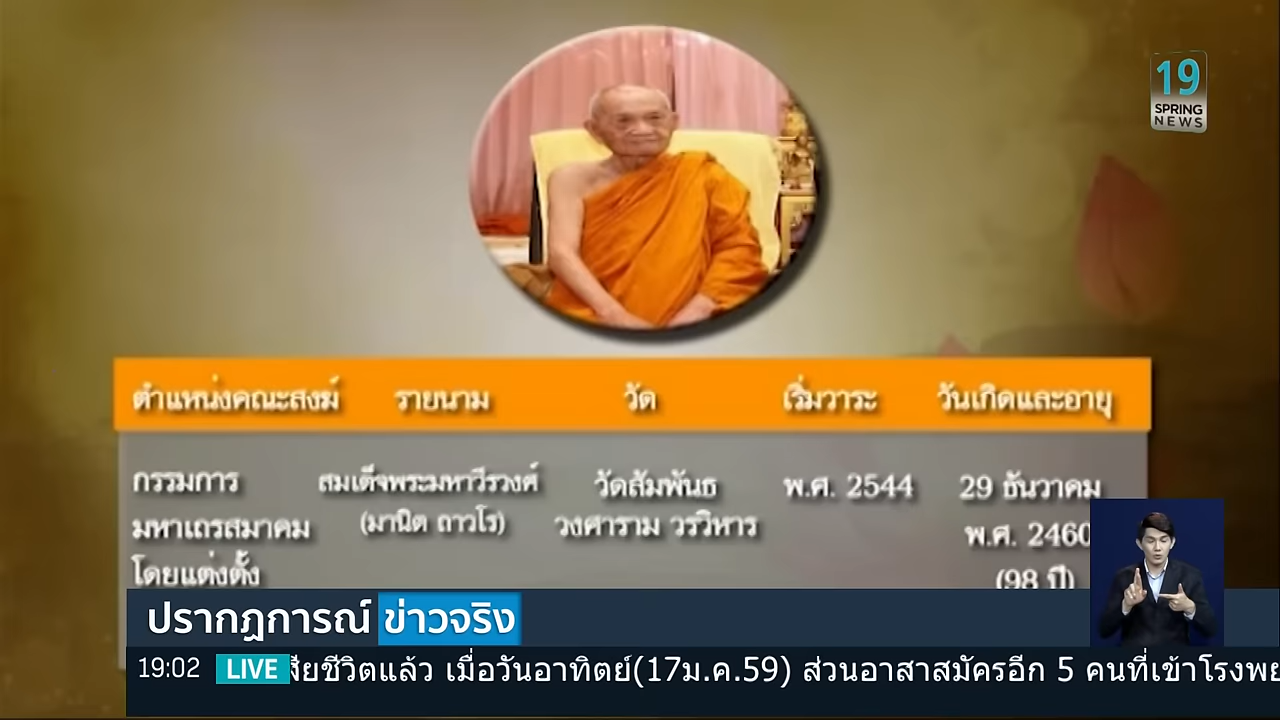 19
SPRING
NEWS
ตำแหน่งคณะสงฆ์ รายนาม วัด เริ่มวาระ วันเกิดและอายุ
กรรมการ สมเด็จพระมหาวีรวงศ์ วัดสัมพันธ พ.ศ. 2544 29 ธันวาคม
มหาเถรสมาคม (มานิต ถาวโร) วงศาราม วรวิหาร พ.ศ. 2460
โดยแต่งตั้ง (98 ปี)
ปรากฏการณ์ ข่าวจริง
19:02 LIVE สียชีวิตแล้ว เมื่อวันอาทิตย์(17ม.ค.59) ส่วนอาสาสมัครอีก 5 คนที่เข้าโรงพย